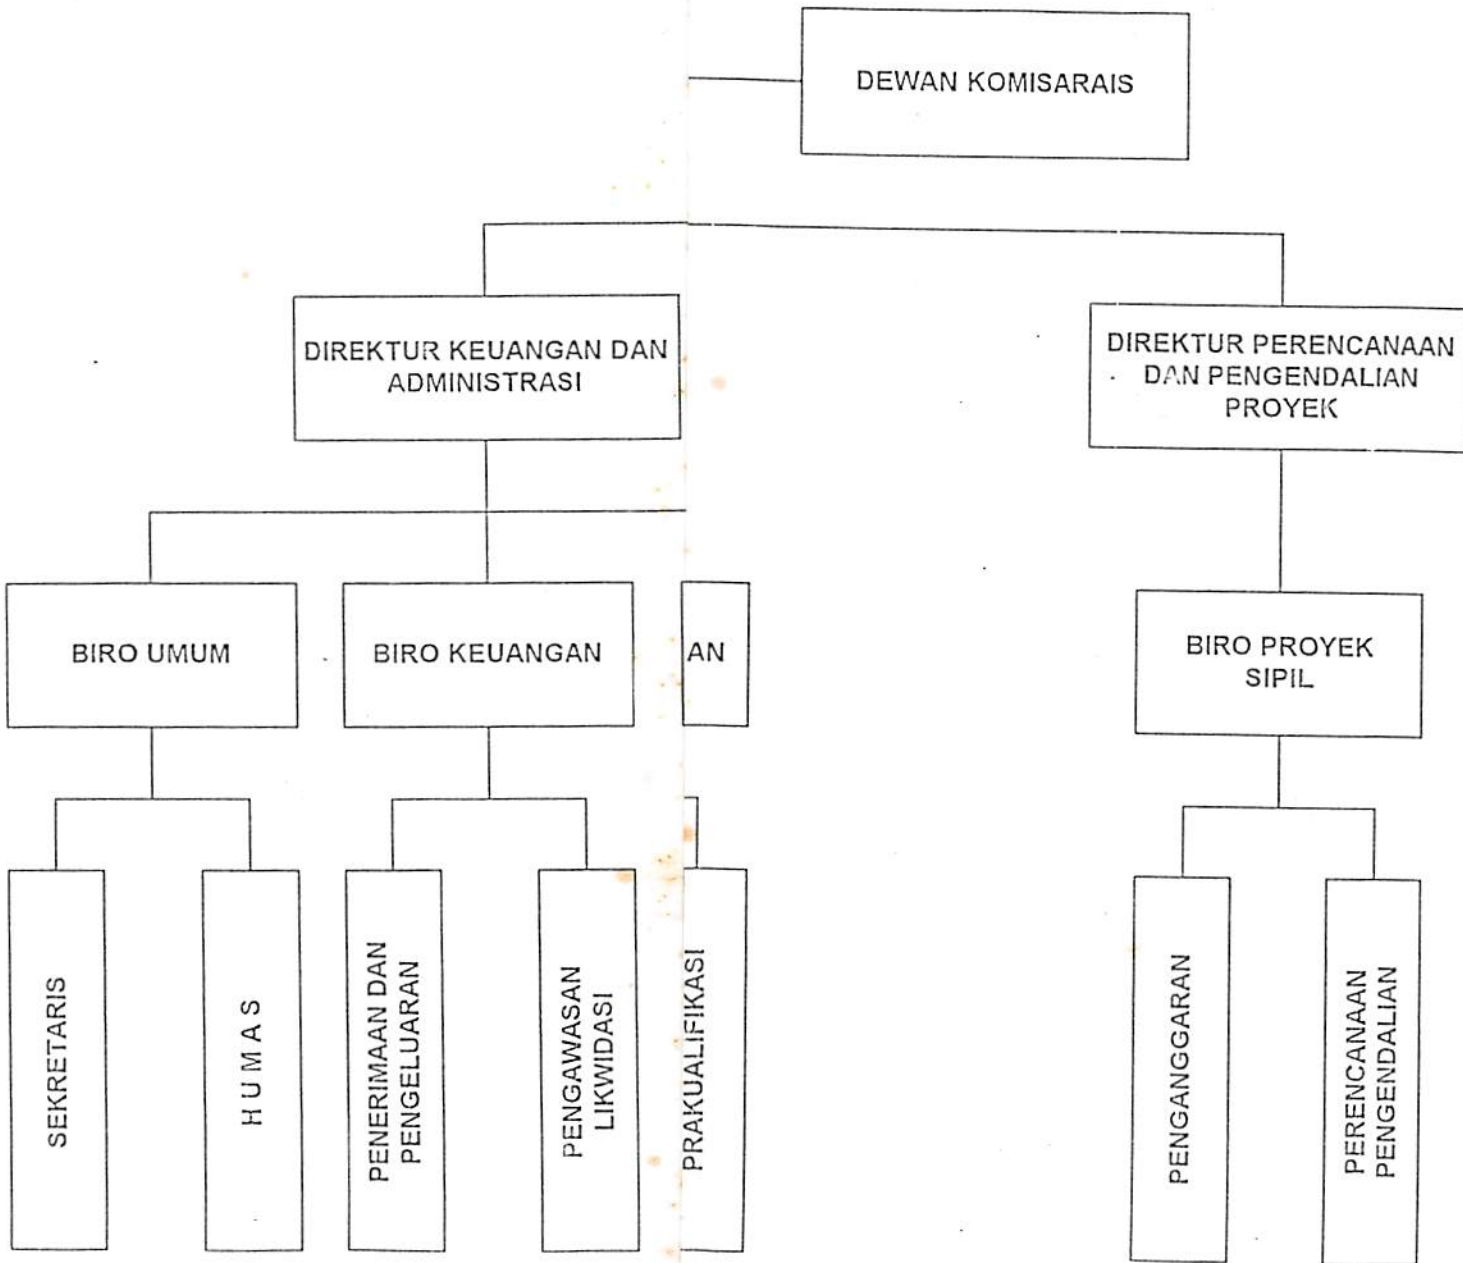 DEWAN KOMISARAIS
DIREKTUR KEUANGAN DAN
ADMINISTRASI
DIREKTUR PERENCANAAN
DAN PENGENDALIAN
PROYEK
BIRO UMUM
BIRO KEUANGAN
AN
BIRO PROYEK
SIPIL
SEKRETARIS
H U M A S
PENERIMAAN DAN
PENGELUARAN
PENGAWASAN
LIKWIDASI
PRAKUALIFIKASI
PENGANGGARAN
PERENCANAAN
PENGENDALIAN